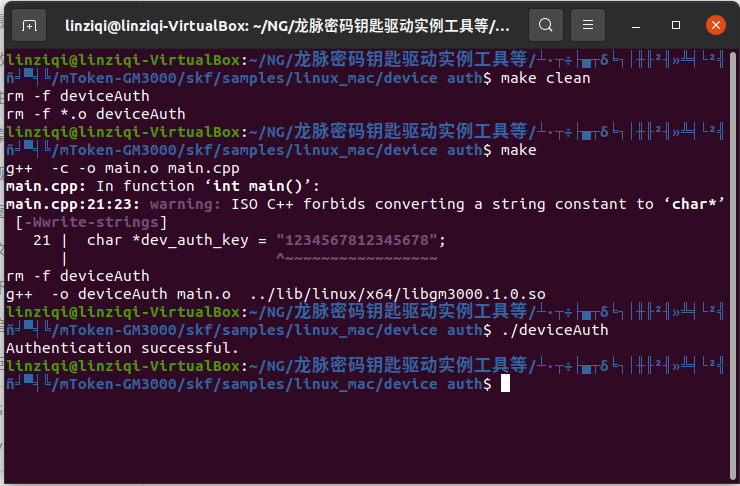 linziqi@linziqi-VirtualBox: ~/NG/龙脉密码钥匙驱动实例工具等/...
linziqi@linziqi-VirtualBox:~/NG/龙脉密码钥匙驱动实例工具等/
/mToken-GM3000/skf/samples/linux_mac/device auth$ make clean
rm -f deviceAuth
rm -f *.o deviceAuth
linziqi@linziqi-VirtualBox:~/NG/龙脉密码钥匙驱动实例工具等/
/mToken-GM3000/skf/samples/linux_mac/device auth$ make
g++  -c -o main.o main.cpp
main.cpp: In function ‘int main()’:
main.cpp:21:23: warning: ISO C++ forbids converting a string constant to ‘char*’
[-Wwrite-strings]
21 |  char *dev_auth_key = "1234567812345678";
|                       ^~~~~~~~~~~~~~~~~~
rm -f deviceAuth
g++  -o deviceAuth main.o  ../lib/linux/x64/libgm3000.1.0.so
linziqi@linziqi-VirtualBox:~/NG/龙脉密码钥匙驱动实例工具等/
/mToken-GM3000/skf/samples/linux_mac/device auth$ ./deviceAuth
Authentication successful.
linziqi@linziqi-VirtualBox:~/NG/龙脉密码钥匙驱动实例工具等/
/mToken-GM3000/skf/samples/linux_mac/device auth$